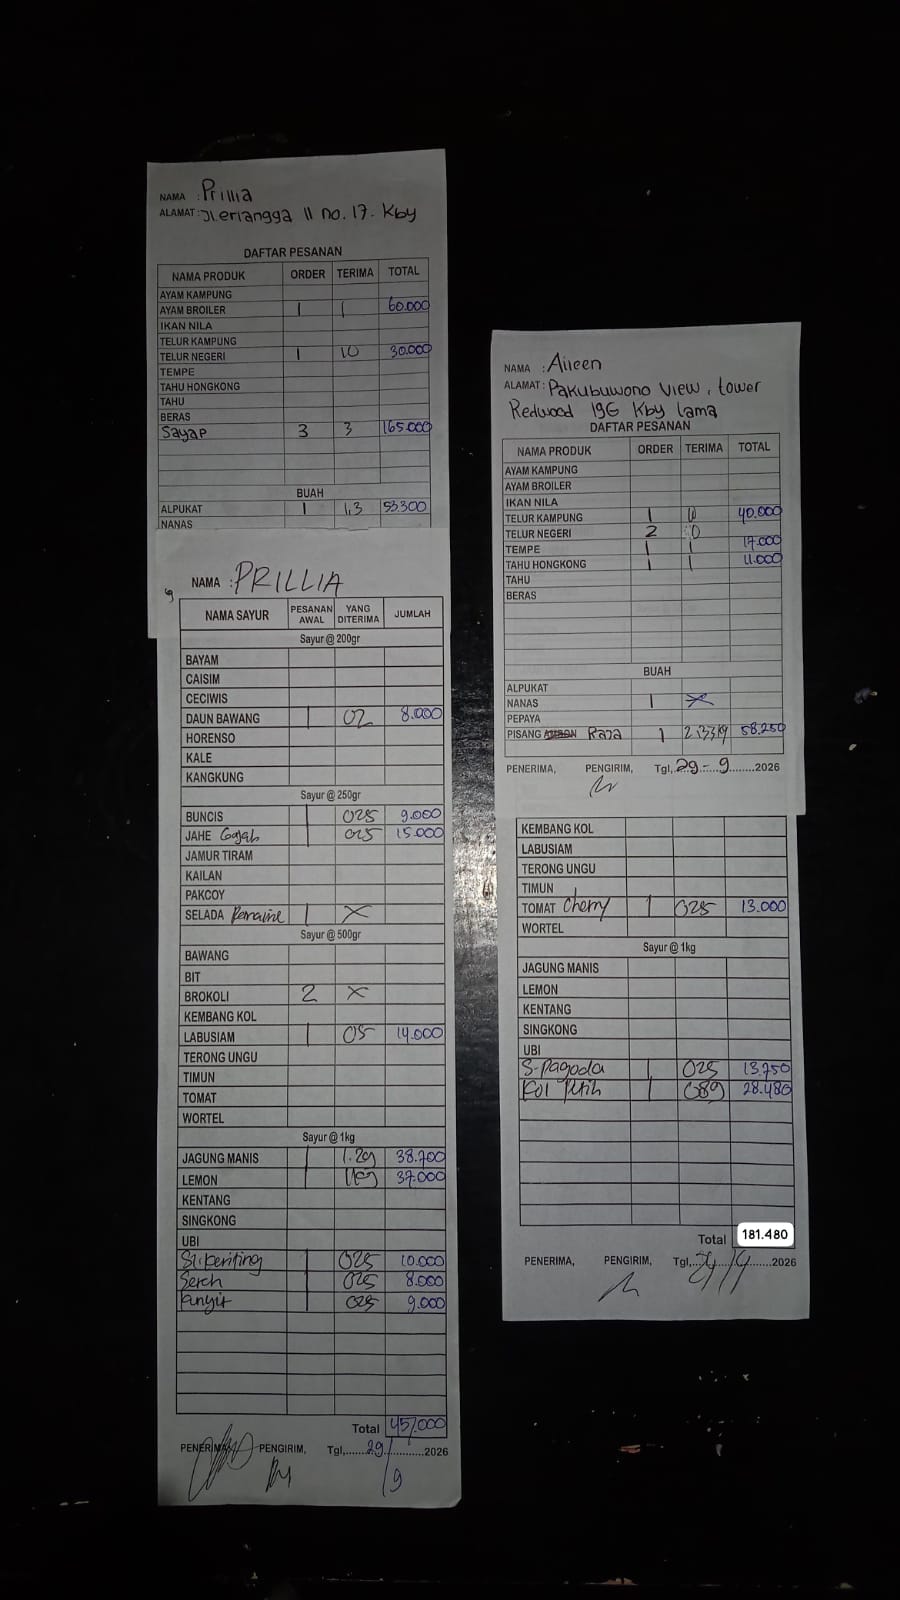 NAMA : Prillia
ALAMAT : Jl. erlangga II no. 17. Kby
DAFTAR PESANAN
NAMA PRODUK ORDER TERIMA TOTAL
AYAM KAMPUNG
AYAM BROILER 1 1 60.000
IKAN NILA
TELUR KAMPUNG
TELUR NEGERI 1 10 30.000
TEMPE
TAHU HONGKONG
TAHU
BERAS
Sayap 3 3 165.000
BUAH
ALPUKAT 1 1,3 53.300
NANAS
NAMA : PRILLIA
NAMA SAYUR PESANAN AWAL YANG DITERIMA JUMLAH
Sayur @ 200gr
BAYAM
CAISIM
CECIWIS
DAUN BAWANG 1 02 8.000
HORENSO
KALE
KANGKUNG
Sayur @ 250gr
BUNCIS 1 025 9.000
JAHE Gajah 1 025 15.000
JAMUR TIRAM
KAILAN
PAKCOY
SELADA Romaine 1 X
Sayur @ 500gr
BAWANG
BIT
BROKOLI 2 X
KEMBANG KOL
LABUSIAM 1 05 14.000
TERONG UNGU
TIMUN
TOMAT
WORTEL
Sayur @ 1kg
JAGUNG MANIS 1 1.29 38.700
LEMON 1 1kg 37.000
KENTANG
SINGKONG
UBI
Sl. keriting 1 025 10.000
Sereh 1 025 8.000
Kunyit 1 025 9.000
Total 457.000
PENERIMA, PENGIRIM, Tgl, 29/9 2026
NAMA : Aileen
ALAMAT : Pakubuwono View, tower
Redwood 19G Kby lama
DAFTAR PESANAN
NAMA PRODUK ORDER TERIMA TOTAL
AYAM KAMPUNG
AYAM BROILER
IKAN NILA
TELUR KAMPUNG 1 10 40.000
TELUR NEGERI 2 0
TEMPE 1 1 17.000
TAHU HONGKONG 1 1 11.000
TAHU
BERAS
BUAH
ALPUKAT
NANAS 1 X
PEPAYA
PISANG Raja 1 58.250
PENERIMA, PENGIRIM, Tgl, 29 - 9 2026
KEMBANG KOL
LABUSIAM
TERONG UNGU
TIMUN
TOMAT Cherry 1 025 13.000
WORTEL
Sayur @ 1kg
JAGUNG MANIS
LEMON
KENTANG
SINGKONG
UBI
S. Pagoda 1 025 13.750
Kol Putih 1 089 28.480
Total 181.480
PENERIMA, PENGIRIM, Tgl, 29/9 2026